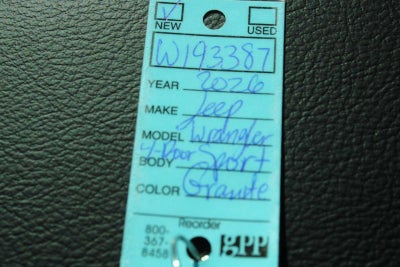 NEW USED
W193387
YEAR 2026
MAKE Jeep
MODEL Wrangler
4-Door Sport
BODY
COLOR Granite
Reorder
800-
367-
8458
gpp